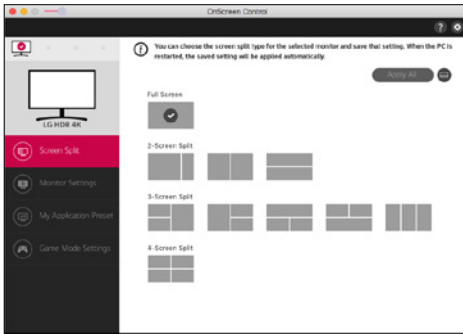 OnScreen Control
?
You can choose the screen split type for the selected monitor and save that setting. When the PC is
restarted, the saved setting will be applied automatically.
Apply All
Full Screen
LG HDR 4K
2-Screen Split
Screen Split
Monitor Settings
3-Screen Split
My Application Preset
Game Mode Settings
4-Screen Split